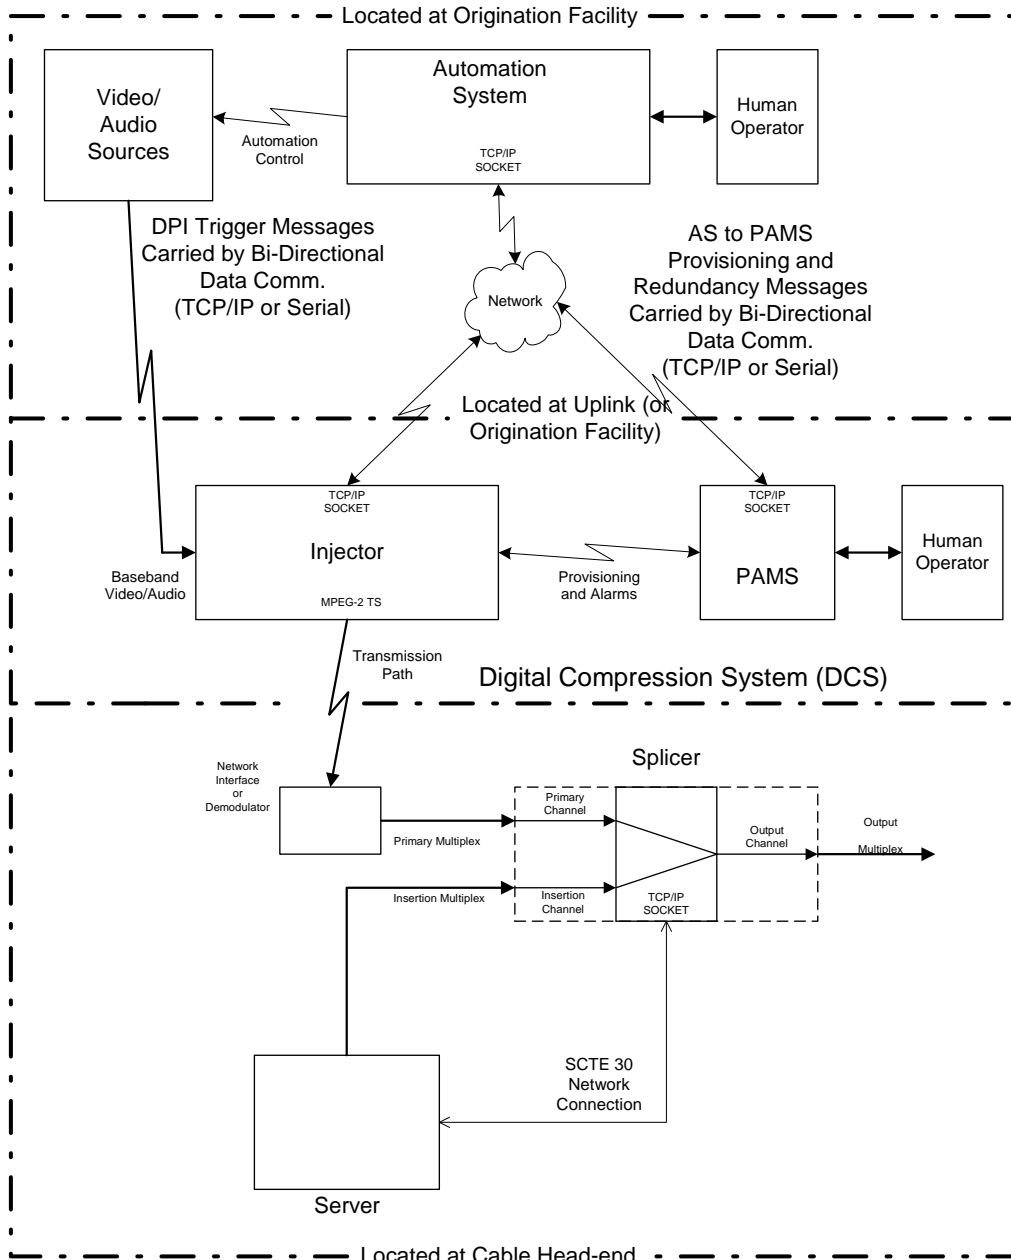 Located at Origination Facility
Video/
Audio
Sources
Automation
System
TCP/IP
SOCKET
Human
Operator
Automation
Control
DPI Trigger Messages
Carried by Bi-Directional
Data Comm.
(TCP/IP or Serial)
Network
AS to PAMS
Provisioning and
Redundancy Messages
Carried by Bi-Directional
Data Comm.
(TCP/IP or Serial)
Located at Uplink (or
Origination Facility)
TCP/IP
SOCKET
Injector
MPEG-2 TS
Baseband
Video/Audio
Provisioning
and Alarms
TCP/IP
SOCKET
PAMS
Human
Operator
Transmission
Path
Digital Compression System (DCS)
Network
Interface
or
Demodulator
Primary Multiplex
Insertion Multiplex
Splicer
Primary
Channel
Insertion
Channel
TCP/IP
SOCKET
Output
Channel
Output
Multiplex
SCTE 30
Network
Connection
Server
Located at Cable Head-end